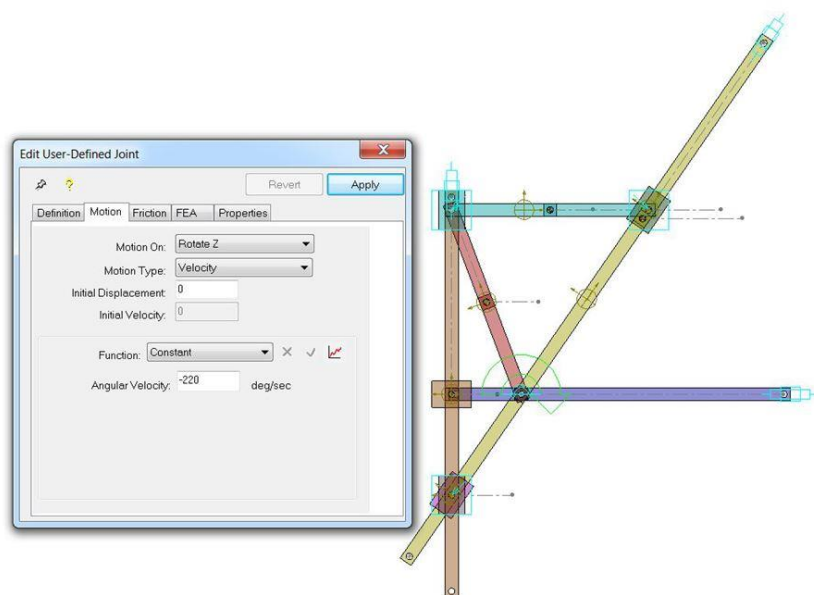 Edit User-Defined Joint
Revert
Apply
Definition
Motion
Friction
FEA
Properties
Motion On: Rotate Z
Motion Type: Velocity
Initial Displacement: 0
Initial Velocity: 0
Function: Constant
Angular Velocity: -220 deg/sec